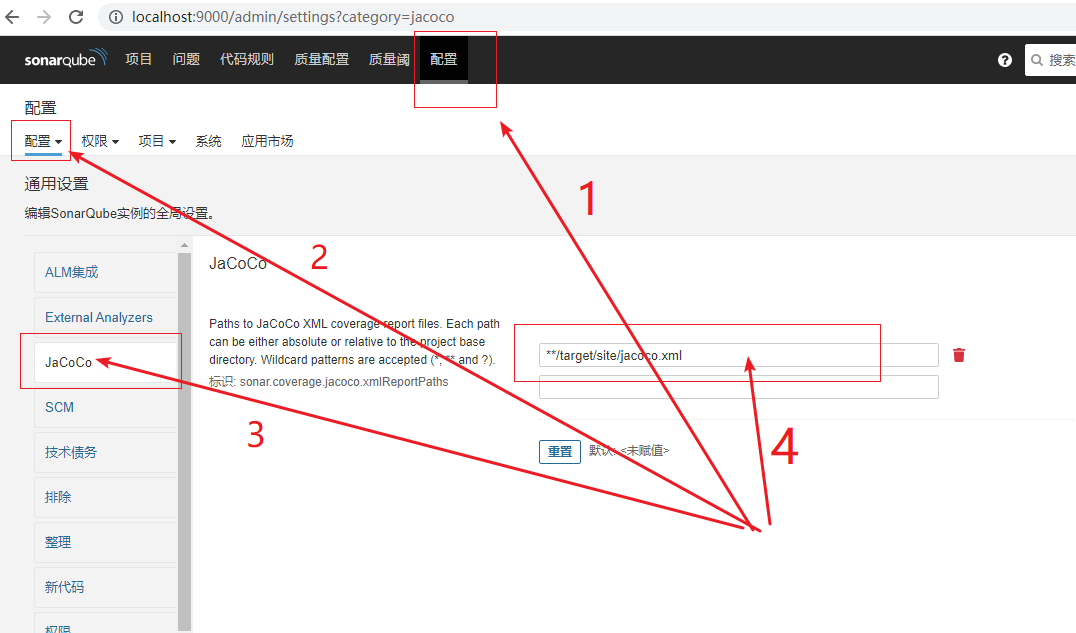 localhost:9000/admin/settings?category=jacoco
sonarqube 项目 问题 代码规则 质量配置 质量阈 配置 ? 搜索
配置
配置 权限 项目 系统 应用市场
通用设置
编辑SonarQube实例的全局设置。
1
2
3
4
ALM集成
External Analyzers
JaCoCo
SCM
技术债务
排除
整理
新代码
权限
JaCoCo
Paths to JaCoCo XML coverage report files. Each path
can be either absolute or relative to the project base
directory. Wildcard patterns are accepted (*, ** and ?).
标识: sonar.coverage.jacoco.xmlReportPaths
**/target/site/jacoco.xml
重置 默认: <未赋值>